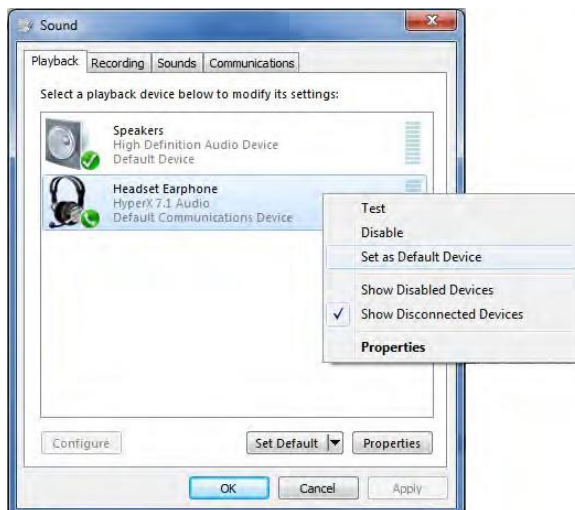 Sound
Playback Recording Sounds Communications
Select a playback device below to modify its settings:
Speakers
High Definition Audio Device
Default Device
Headset Earphone
HyperX 7.1 Audio
Default Communications Device
Test
Disable
Set as Default Device
Show Disabled Devices
Show Disconnected Devices
Properties
Configure Set Default Properties
OK Cancel Apply